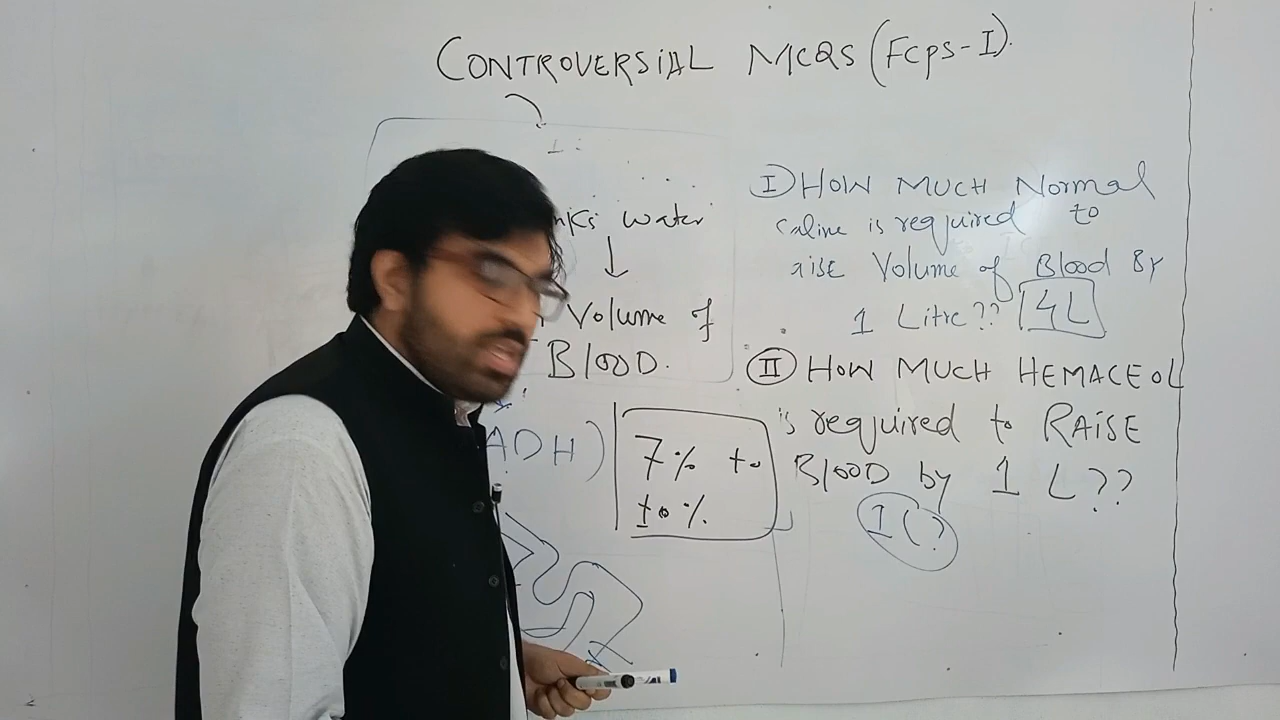 CONTROVERSIAL MCQS (FCPS-I).
1:
nks water
Volume of
BLOOD.
ADH)
7% to
10%
I) HOW MUCH Normal
saline is required to
raise Volume of Blood By
1 Litre?? 4L
II) HOW MUCH HEMACEOL
is required to RAISE
BLOOD by 1 L??
1(?)